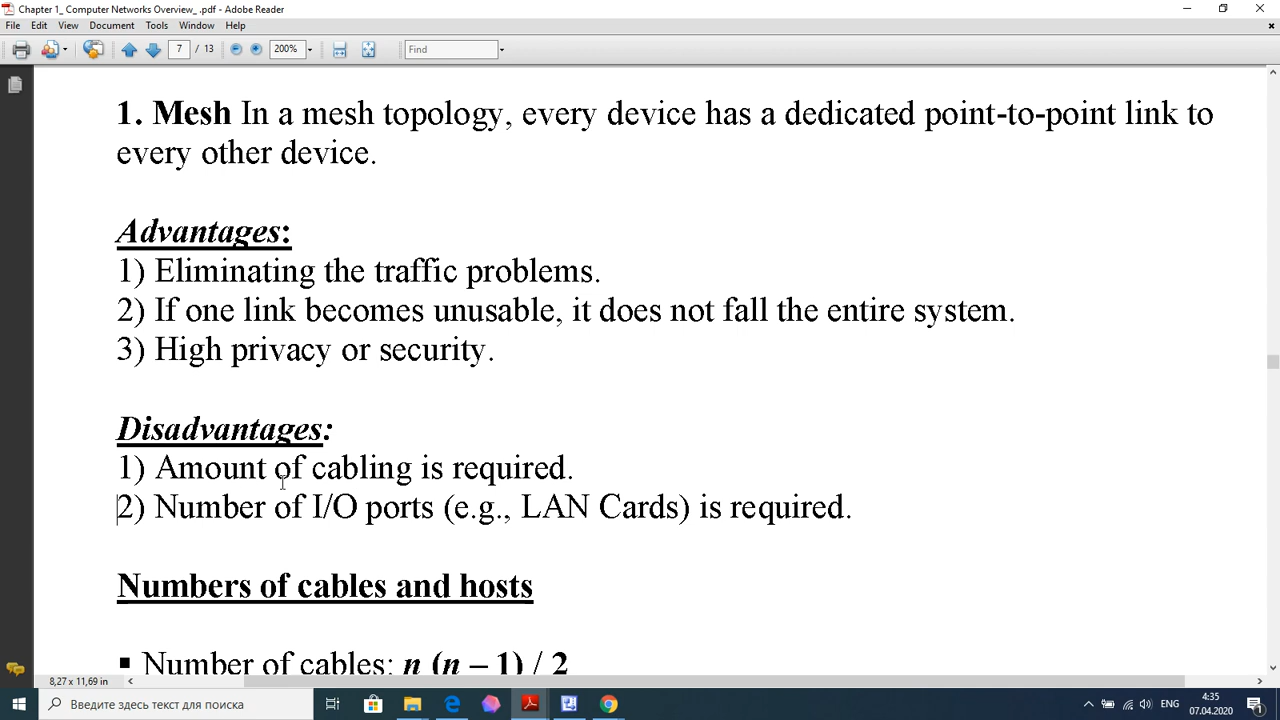 Chapter 1_ Computer Networks Overview_ .pdf - Adobe Reader
File Edit View Document Tools Window Help
7 / 13 200% Find
1. Mesh In a mesh topology, every device has a dedicated point-to-point link to
every other device.
Advantages:
1) Eliminating the traffic problems.
2) If one link becomes unusable, it does not fall the entire system.
3) High privacy or security.
Disadvantages:
1) Amount of cabling is required.
2) Number of I/O ports (e.g., LAN Cards) is required.
Numbers of cables and hosts
▪ Number of cables: n (n – 1) / 2
8,27 x 11,69 in
Введите здесь текст для поиска
ENG
4:35
07.04.2020
1